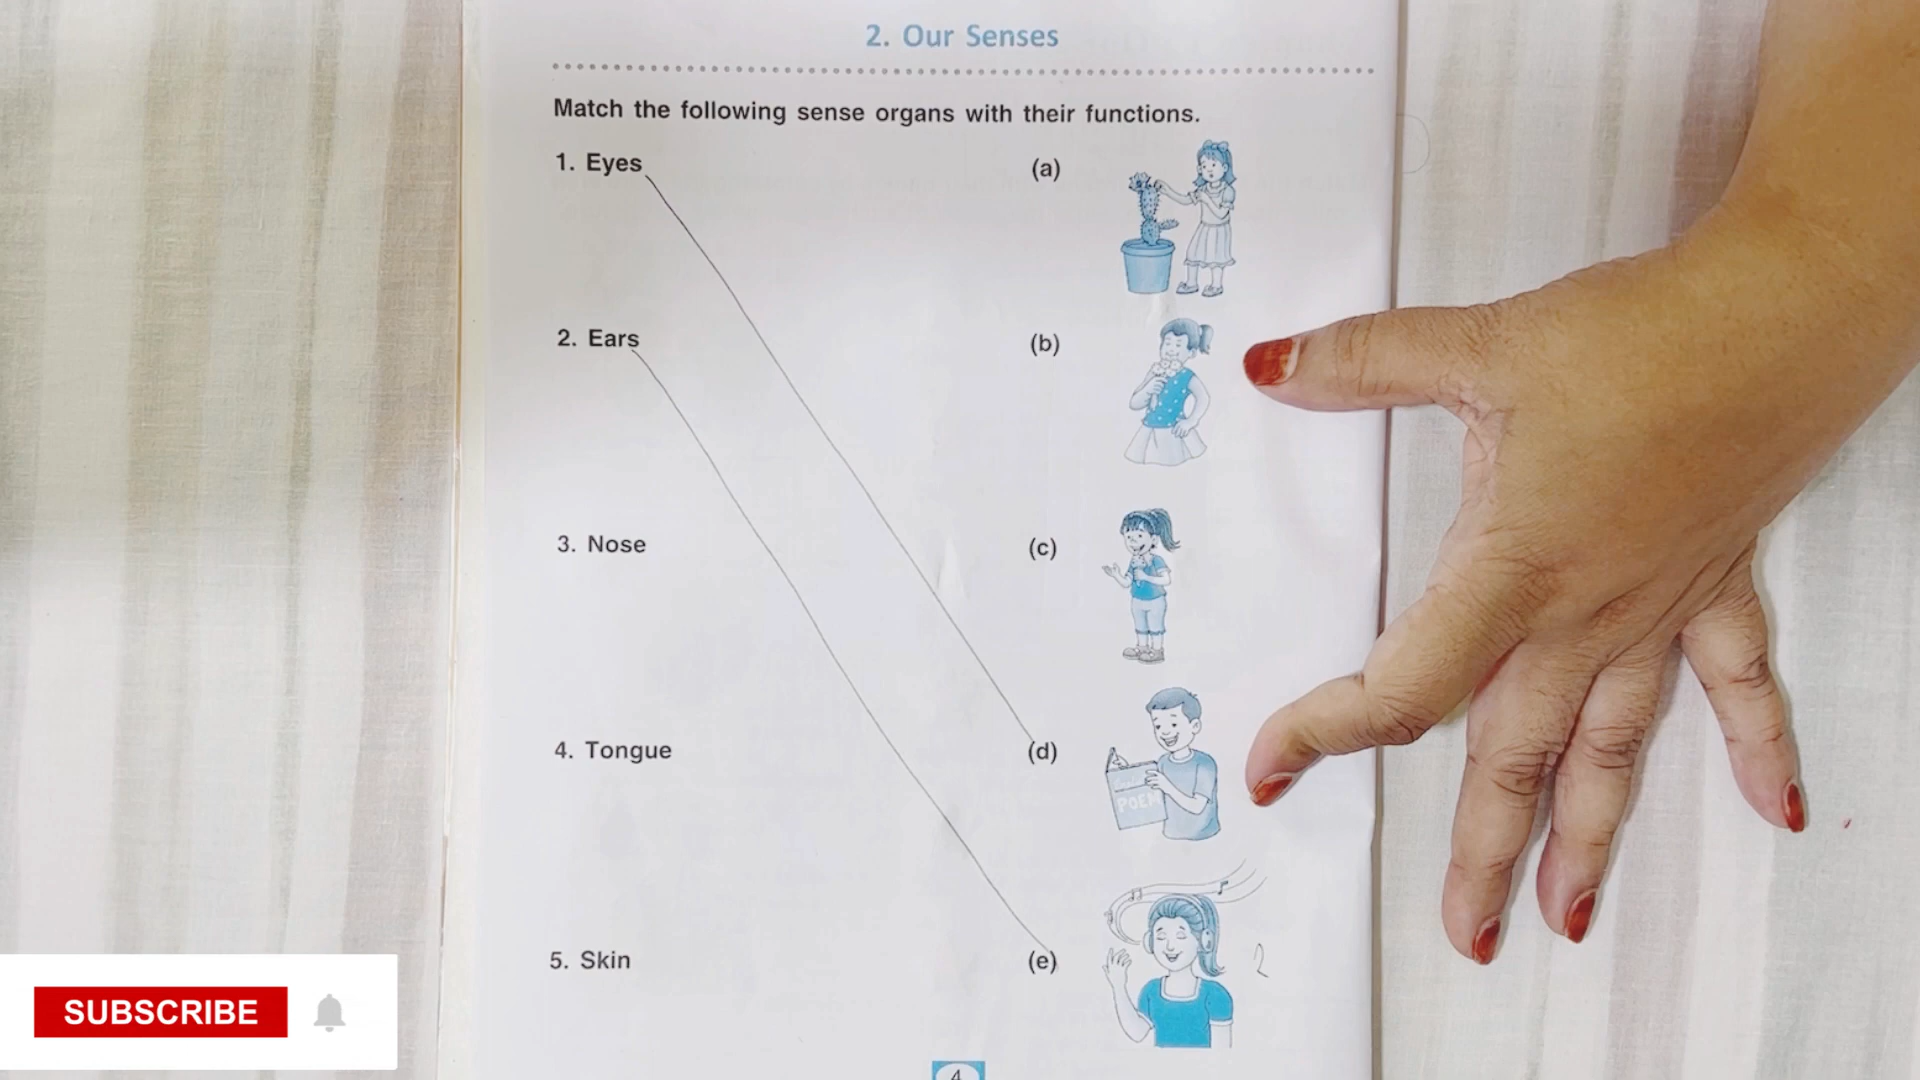 2. Our Senses
Match the following sense organs with their functions.
1. Eyes
(a)
2. Ears
(b)
3. Nose
(c)
4. Tongue
(d)
POEM
5. Skin
(e)
2
SUBSCRIBE
4